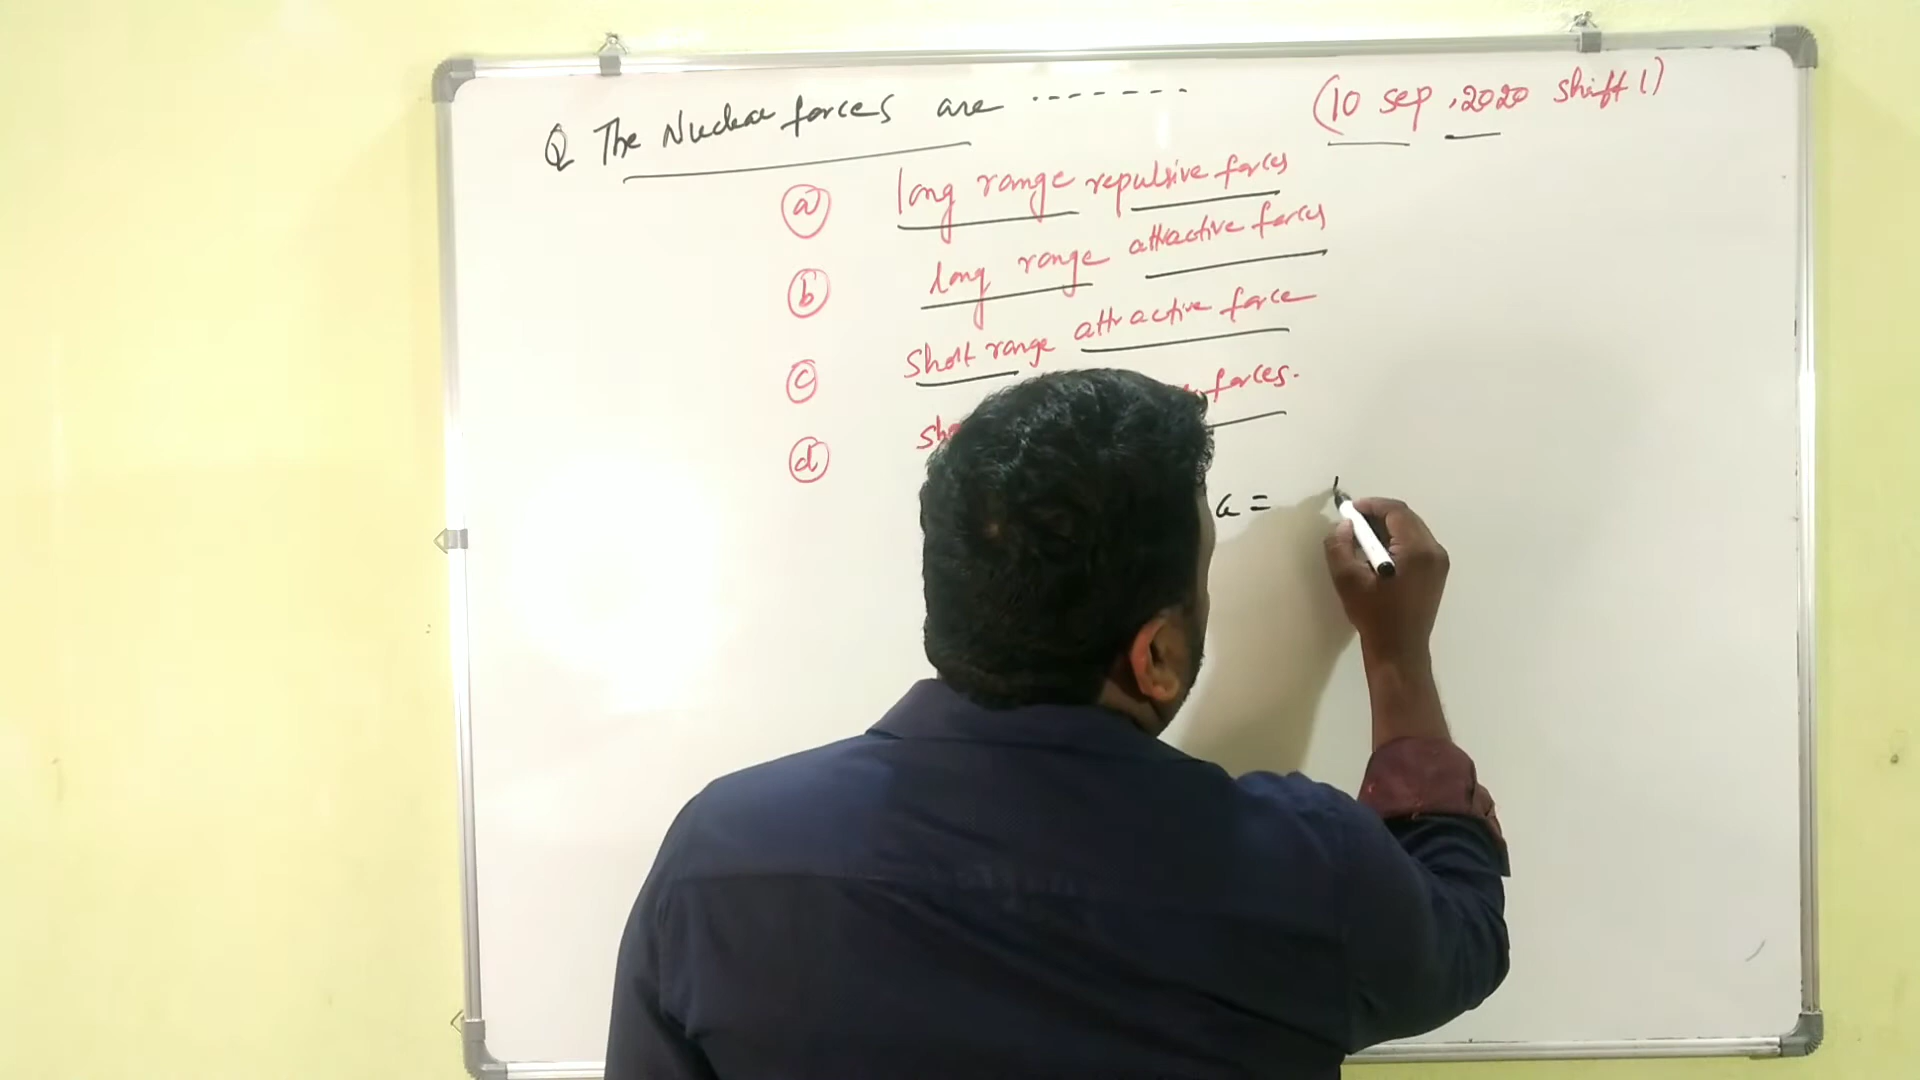 Q The Nuclear forces are ........ (10 sep, 2020 shift 1)
(a) long range repulsive forces
(b) long range attractive forces
(c) short range attractive force
(d) forces.
a =